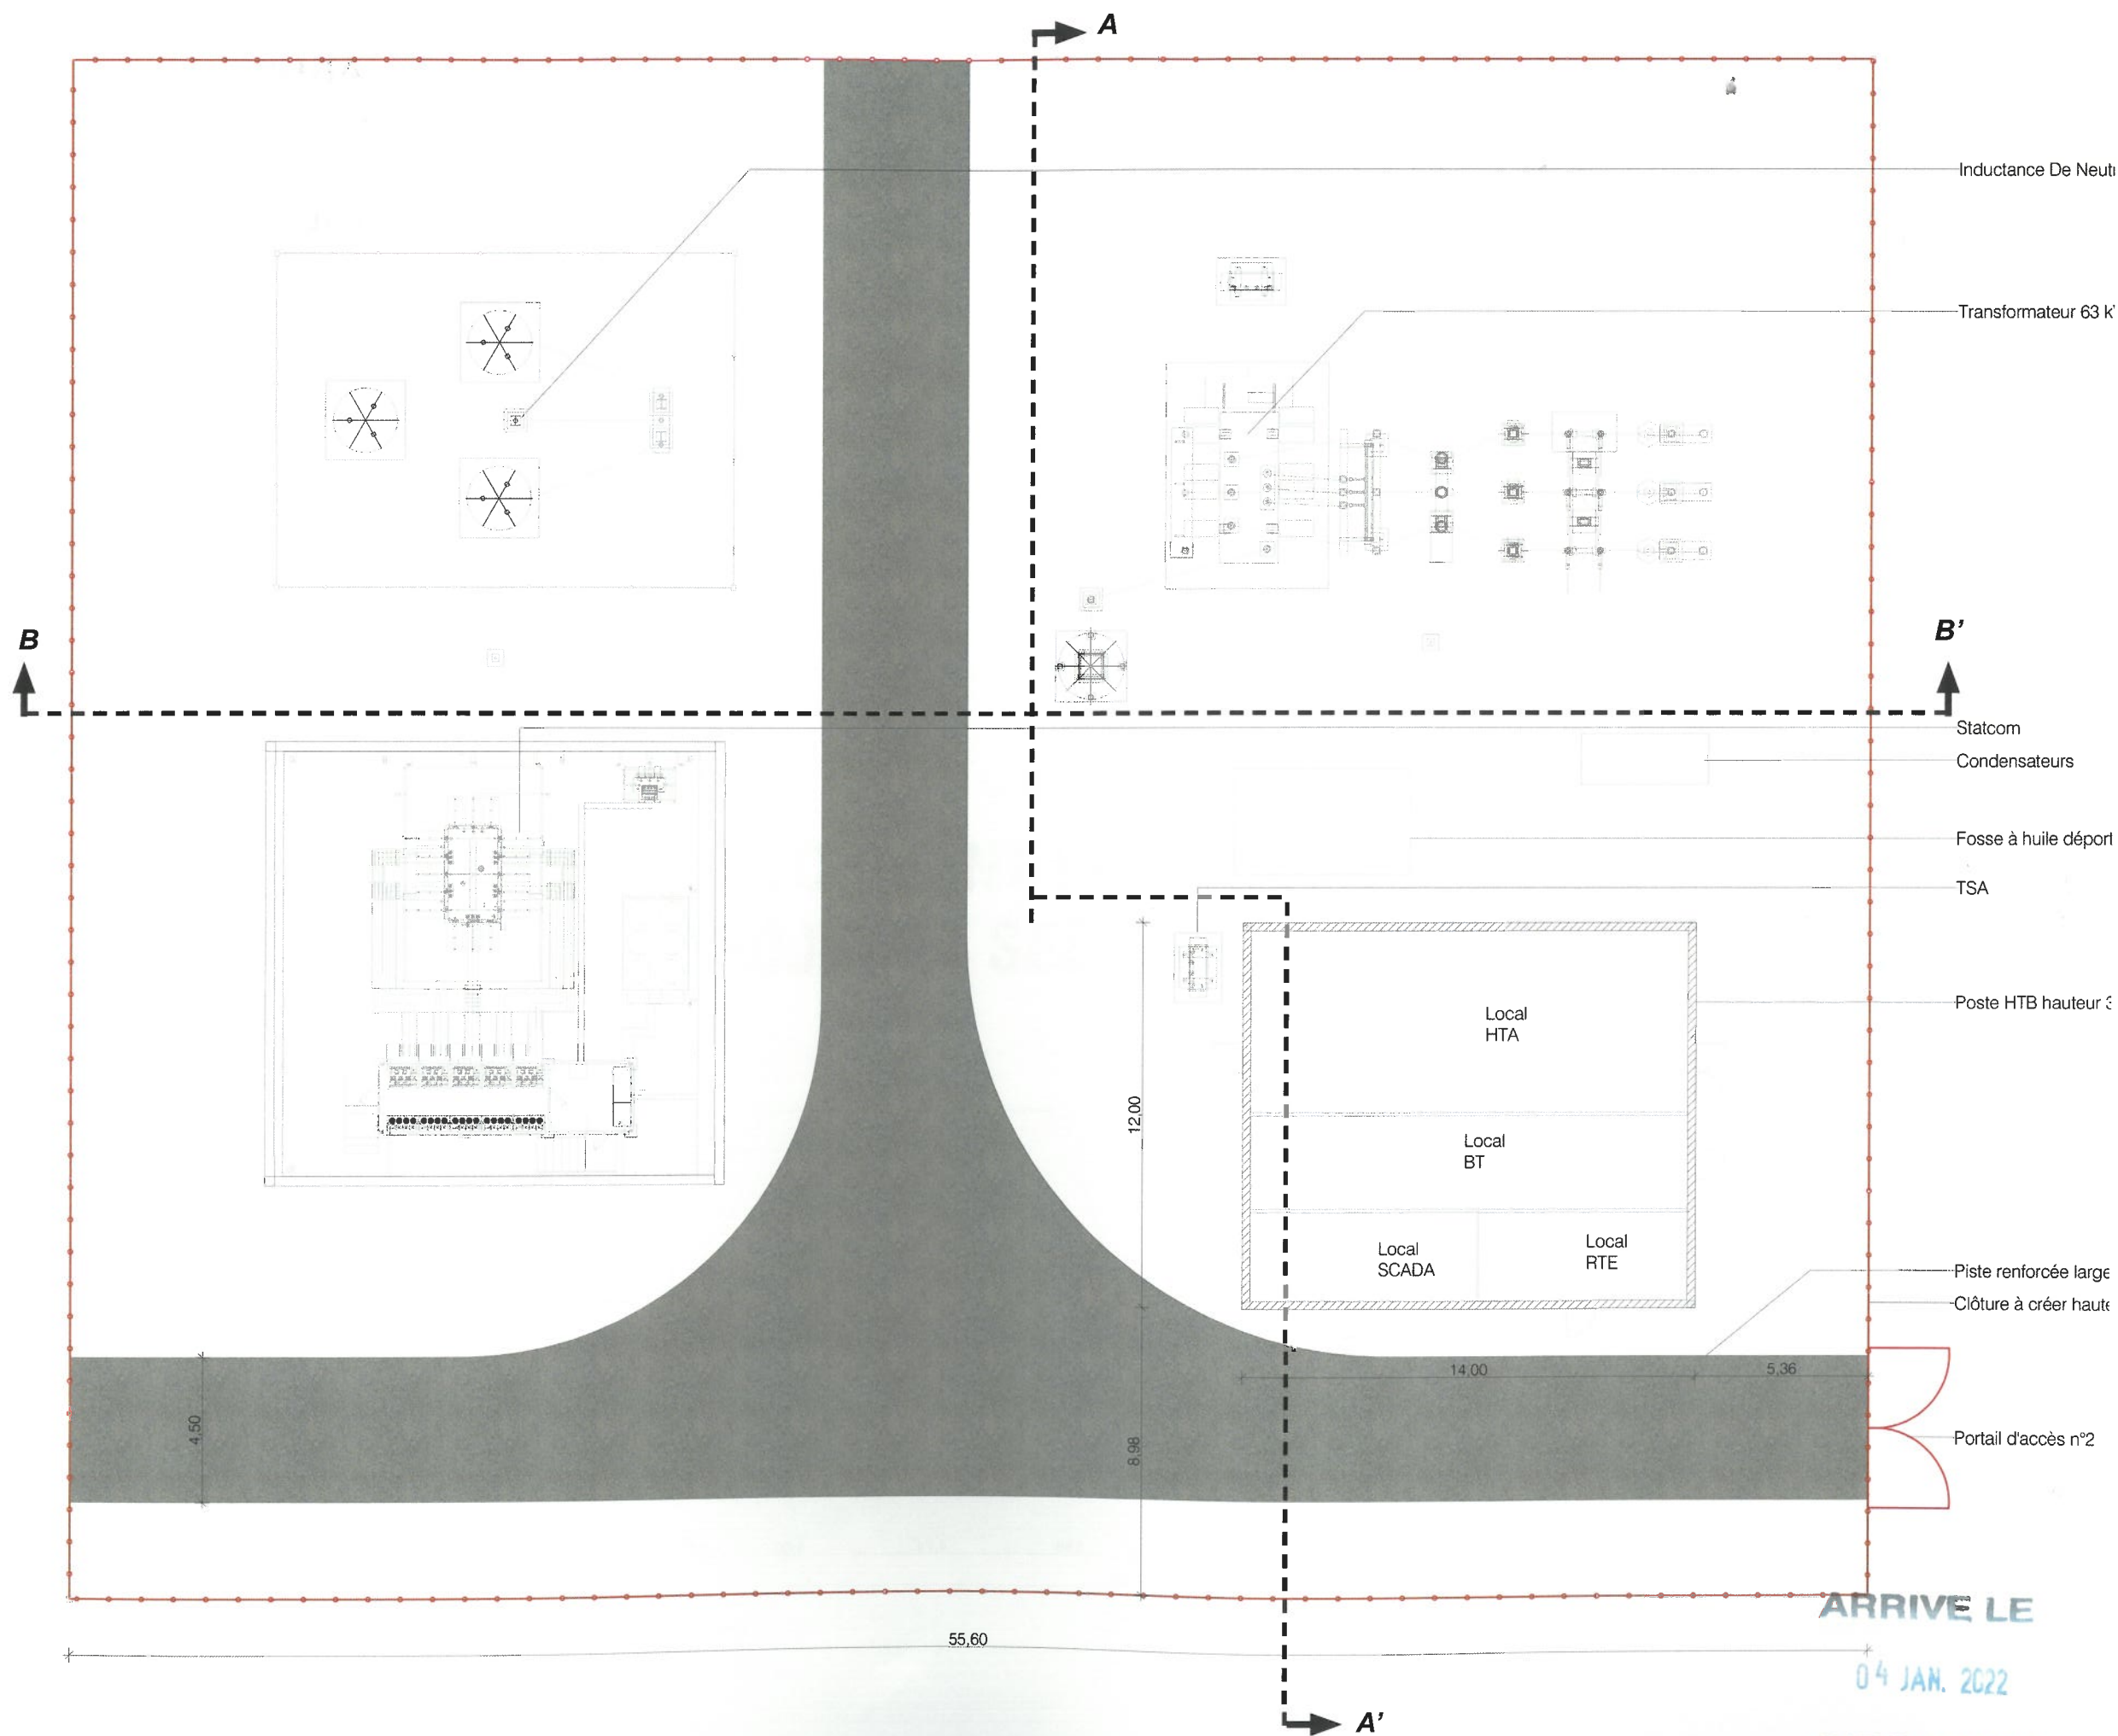 A
Inductance De Neut
Transformateur 63 k
B
B'
Statcom
Condensateurs
Fosse à huile déport
TSA
Poste HTB hauteur 3
Local
HTA
12,00
Local
BT
Local
SCADA
Local
RTE
Piste renforcée large
Clôture à créer haute
14,00
5,36
4,50
8,98
Portail d'accès n°2
ARRIVE LE
55,60
04 JAN. 2022
A'